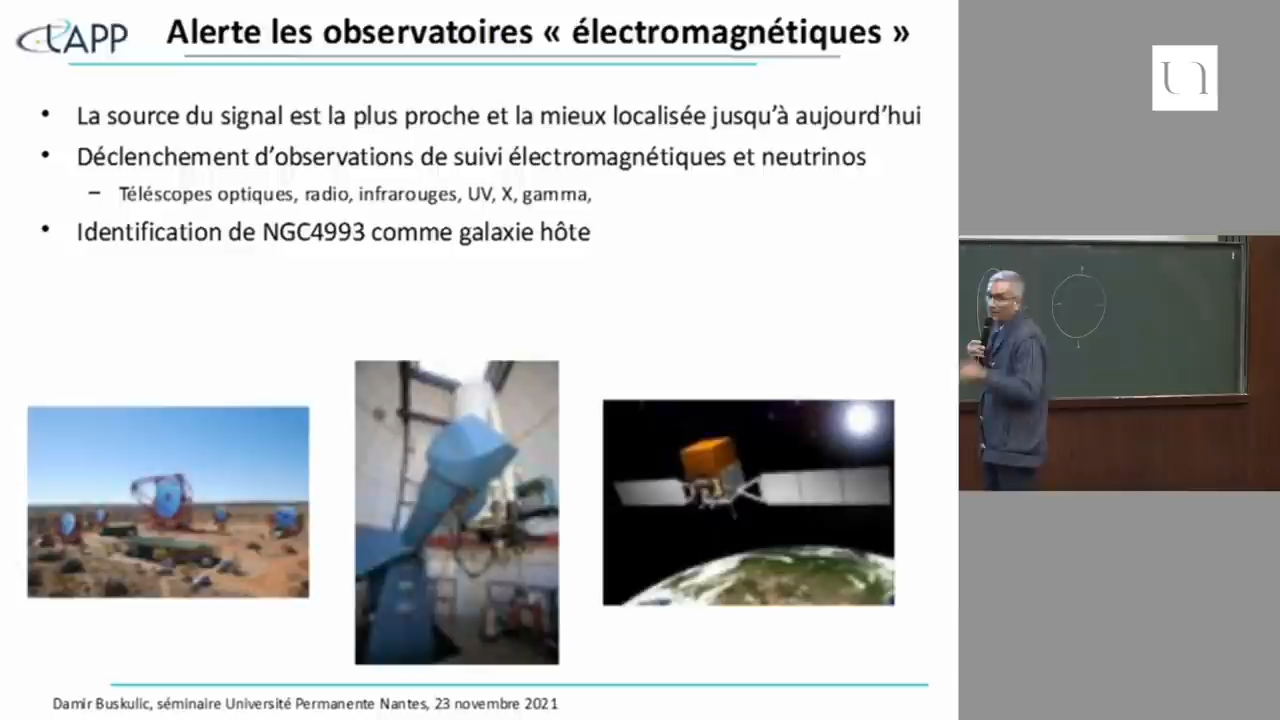 LAPP
Alerte les observatoires « électromagnétiques »
• La source du signal est la plus proche et la mieux localisée jusqu’à aujourd’hui
• Déclenchement d’observations de suivi électromagnétiques et neutrinos
– Téléscopes optiques, radio, infrarouges, UV, X, gamma,
• Identification de NGC4993 comme galaxie hôte
Damir Buskulic, séminaire Université Permanente Nantes, 23 novembre 2021